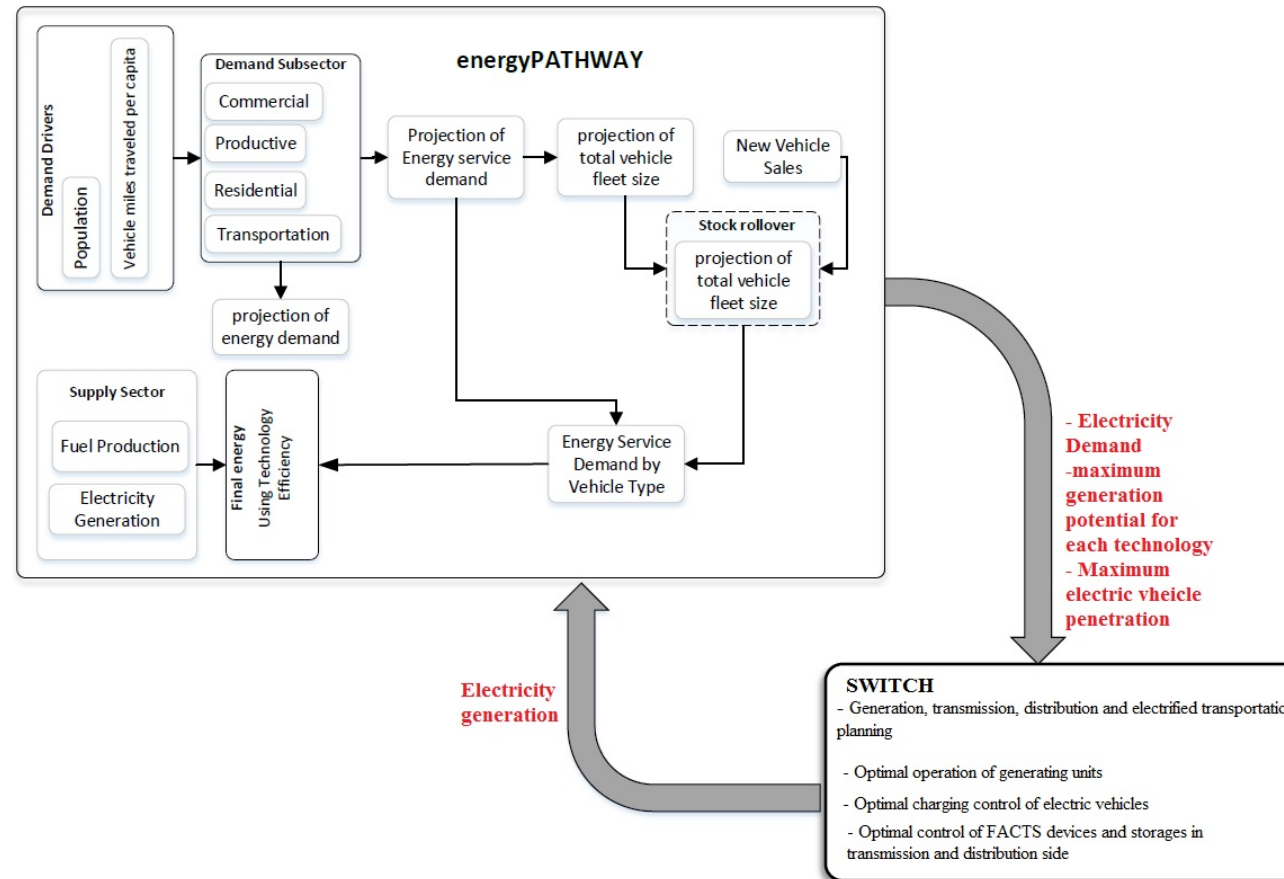 energyPATHWAY
Demand Drivers
Population
Vehicle miles traveled per capita
Demand Subsector
Commercial
Productive
Residential
Transportation
projection of
energy demand
Projection of
Energy service
demand
projection of
total vehicle
fleet size
New Vehicle
Sales
Stock rollover
projection of
total vehicle
fleet size
Supply Sector
Fuel Production
Electricity
Generation
Final energy
Using Technology
Efficiency
Energy Service
Demand by
Vehicle Type
- Electricity
Demand
-maximum
generation
potential for
each technology
- Maximum
electric vheicle
penetration
Electricity
generation
SWITCH
- Generation, transmission, distribution and electrified transportatio
planning
- Optimal operation of generating units
- Optimal charging control of electric vehicles
- Optimal control of FACTS devices and storages in
transmission and distribution side